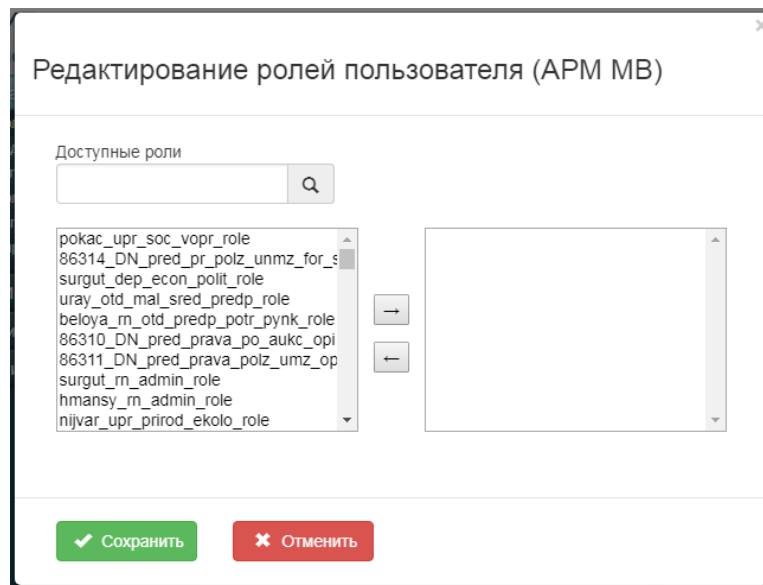 Редактирование ролей пользователя (АРМ МВ)
Доступные роли
pokac_upr_soc_vopr_role
86314_DN_pred_pr_polz_unmz_for_s
surgut_dep_econ_polit_role
uray_otd_mal_sred_predp_role
beloya_rn_otd_predp_potr_pynk_role
86310_DN_pred_prava_po_aukc_opi
86311_DN_pred_prava_polz_umz_op
surgut_rn_admin_role
hmansy_rn_admin_role
nijvar_upr_prirod_ekolo_role
→
←
Сохранить
Отменить